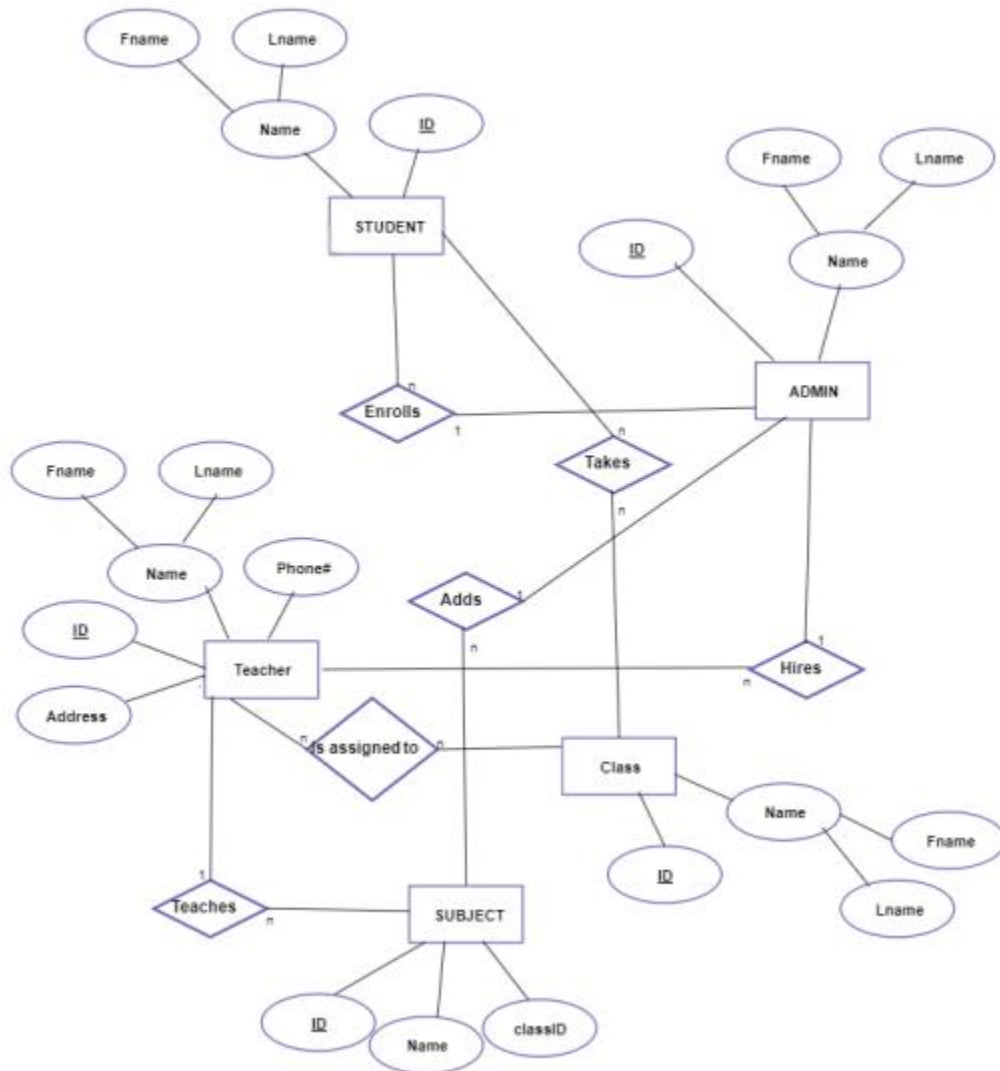 Fname
Lname
Name
ID
STUDENT
Fname
Lname
ID
Name
ADMIN
n
Enrolls
1
n
Takes
n
Fname
Lname
Name
Phone#
ID
Teacher
Address
Adds
1
n
1
Hires
n
n
Is assigned to
n
Class
Name
Fname
ID
Lname
1
Teaches
n
SUBJECT
ID
Name
classID